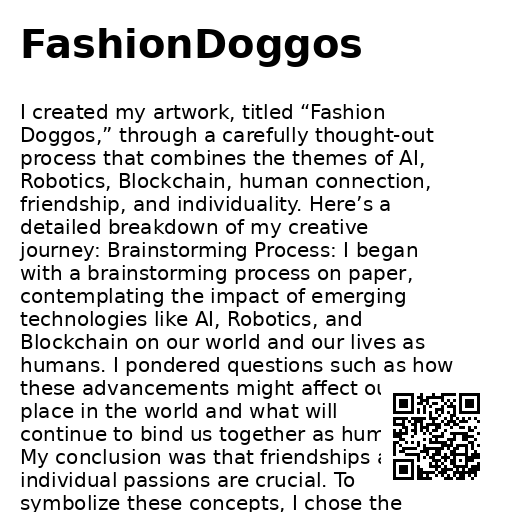 FashionDoggos
I created my artwork, titled “Fashion
Doggos,” through a carefully thought-out
process that combines the themes of AI,
Robotics, Blockchain, human connection,
friendship, and individuality. Here’s a
detailed breakdown of my creative
journey: Brainstorming Process: I began
with a brainstorming process on paper,
contemplating the impact of emerging
technologies like AI, Robotics, and
Blockchain on our world and our lives as
humans. I pondered questions such as how
these advancements might affect
place in the world and what will
continue to bind us together as
My conclusion was that friendships
individual passions are crucial. To
symbolize these concepts, I chose the